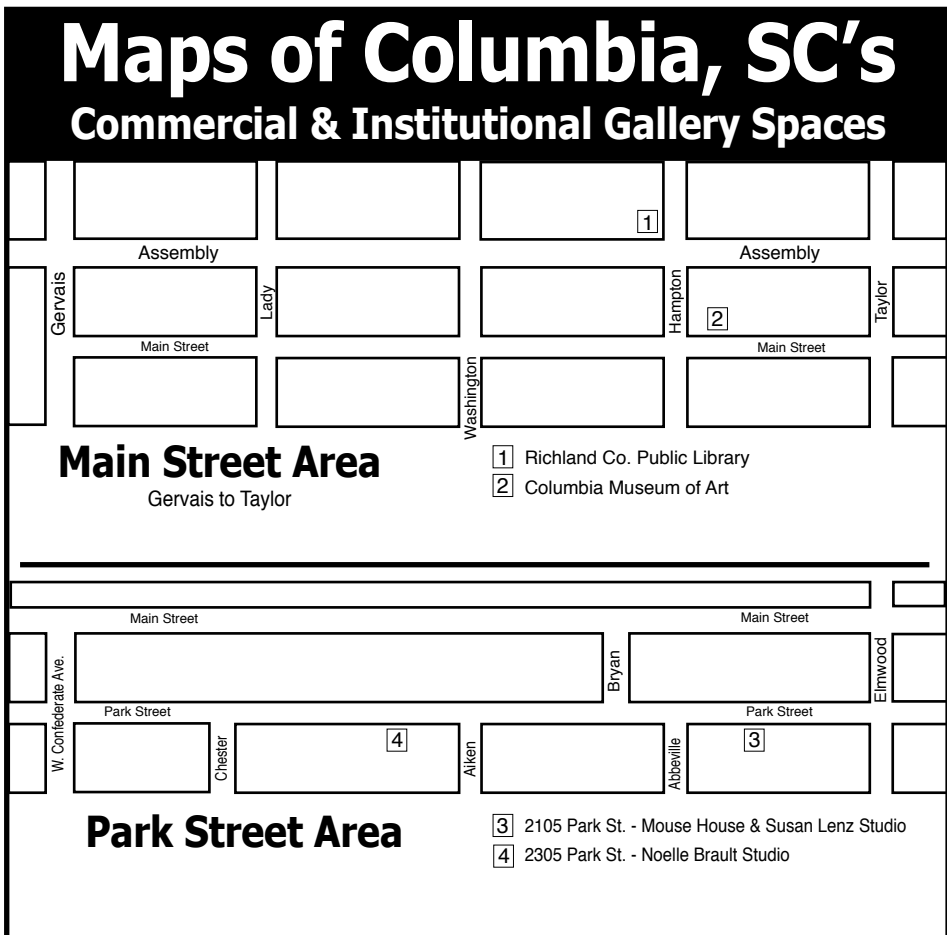 Maps of Columbia, SC's
Commercial & Institutional Gallery Spaces
1
Assembly
Assembly
Gervais
Lady
Hampton
Taylor
2
Main Street
Main Street
Washington
Main Street Area
Gervais to Taylor
1 Richland Co. Public Library
2 Columbia Museum of Art
Main Street
Main Street
W. Confederate Ave.
Bryan
Elmwood
Park Street
Park Street
Chester
4
Aiken
Abbeville
3
Park Street Area
3 2105 Park St. - Mouse House & Susan Lenz Studio
4 2305 Park St. - Noelle Brault Studio